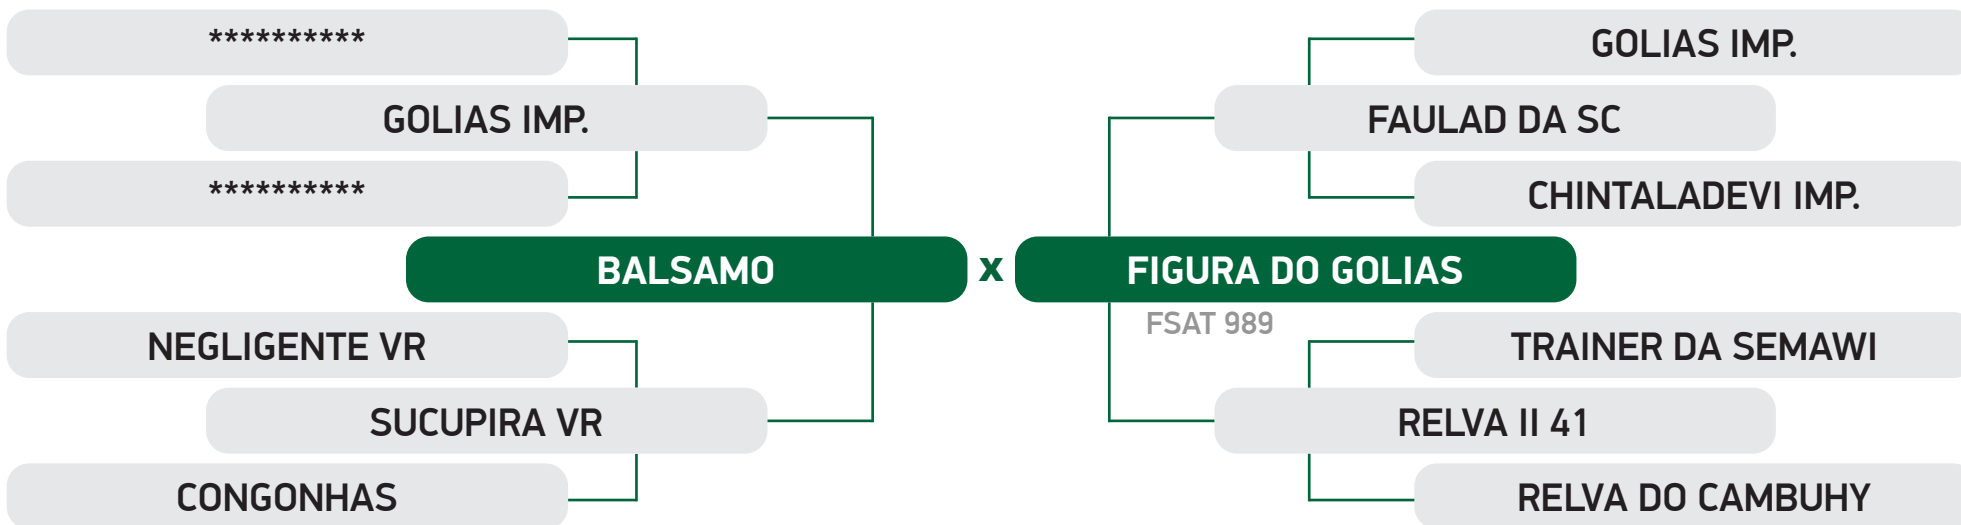 **********
GOLIAS IMP.
GOLIAS IMP.
FAULAD DA SC
**********
CHINTALADEVI IMP.
BALSAMO x FIGURA DO GOLIAS
FSAT 989
NEGLIGENTE VR
TRAINER DA SEMAWI
SUCUPIRA VR
RELVA II 41
CONGONHAS
RELVA DO CAMBUHY